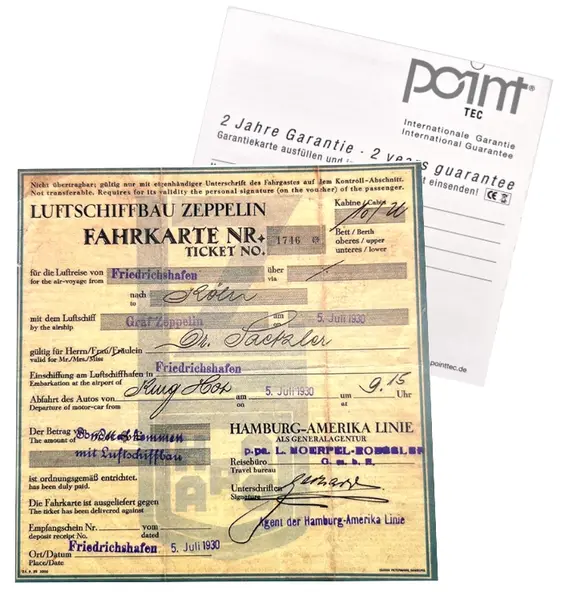 point®
TEC
Internationale Garantie
International Guarantee
2 Jahre Garantie · 2 years guarantee
Garantiekarte ausfüllen und
einsenden! CE
pointtec.de
Nicht übertragbar; gültig nur mit eigenhändiger Unterschrift des Fahrgastes auf dem Kontroll-Abschnitt.
Not transferable. Requires for its validity the personal signature (on the voucher) of the passenger.
LUFTSCHIFFBAU ZEPPELIN
Kabine / Cabin
FAHRKARTE NR.
TICKET NO.
1746
Bett / Berth
oberes / upper
unteres / lower
für die Luftreise von Friedrichshafen über
for the air-voyage from via
nach Köln
to
mit dem Luftschiff Graf Zeppelin am 5. Juli 1930
by the airship on
gültig für Herrn/Frau/Fräulein Dr.
valid for Mr./Mrs./Miss
Einschiffung am Luftschiffhafen in Friedrichshafen
Embarkation at the airport of
Abfahrt des Autos von am 5. Juli 1930 um 9.15 Uhr
Departure of motor-car from on at
Der Betrag von
The amount of
mit Luftschiffbau
ist ordnungsgemäß entrichtet.
has been duly paid.
HAMBURG-AMERIKA LINIE
ALS GENERALAGENTUR
p.pa. L.
Reisebüro G.m.b.H.
Travel bureau
Unterschriften
Signature
Agent der Hamburg-Amerika Linie
Die Fahrkarte ist ausgeliefert gegen
The ticket has been delivered against
Empfangschein Nr. vom
deposit receipt No. dated
Friedrichshafen 5. Juli 1930
Ort/Datum
Place/Date